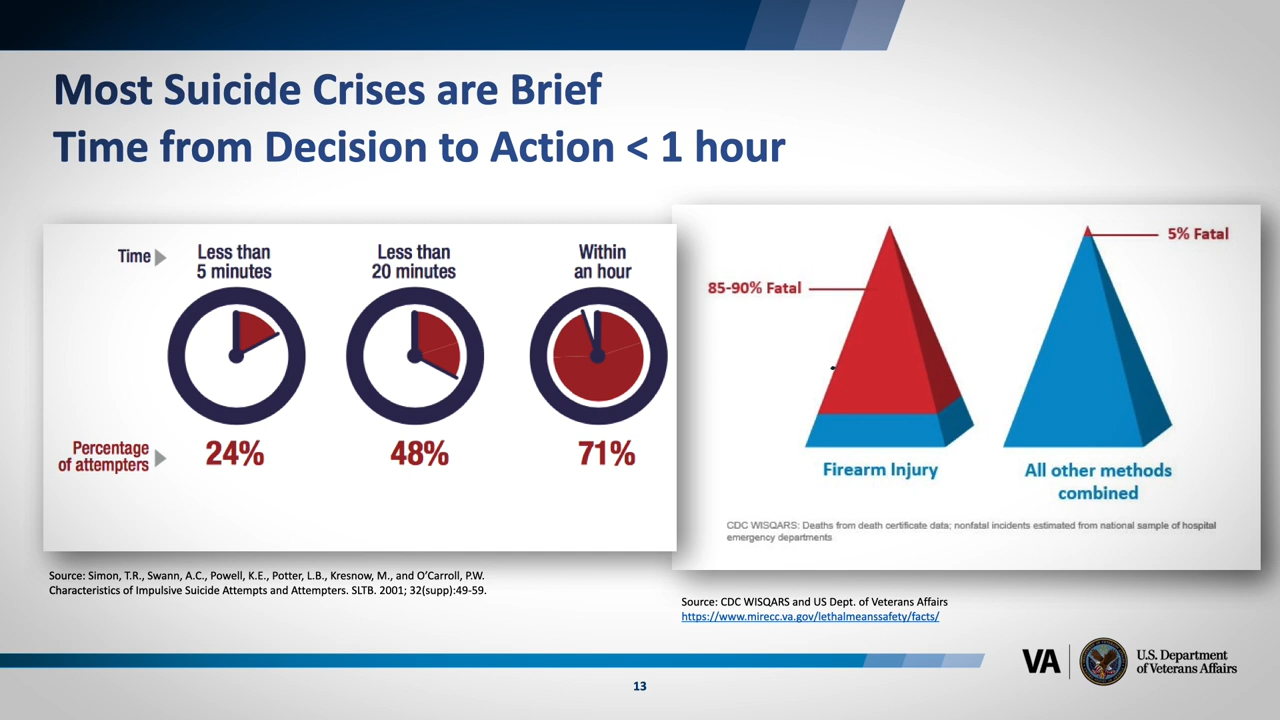 Most Suicide Crises are Brief
Time from Decision to Action < 1 hour
Time
Less than
5 minutes
Less than
20 minutes
Within
an hour
Percentage
of attempters
24%
48%
71%
85-90% Fatal
5% Fatal
Firearm Injury
All other methods
combined
CDC WISQARS: Deaths from death certificate data; nonfatal incidents estimated from national sample of hospital
emergency departments
Source: Simon, T.R., Swann, A.C., Powell, K.E., Potter, L.B., Kresnow, M., and O’Carroll, P.W.
Characteristics of Impulsive Suicide Attempts and Attempters. SLTB. 2001; 32(supp):49-59.
Source: CDC WISQARS and US Dept. of Veterans Affairs
https://www.mirecc.va.gov/lethalmeanssafety/facts/
VA
U.S. Department
of Veterans Affairs
13